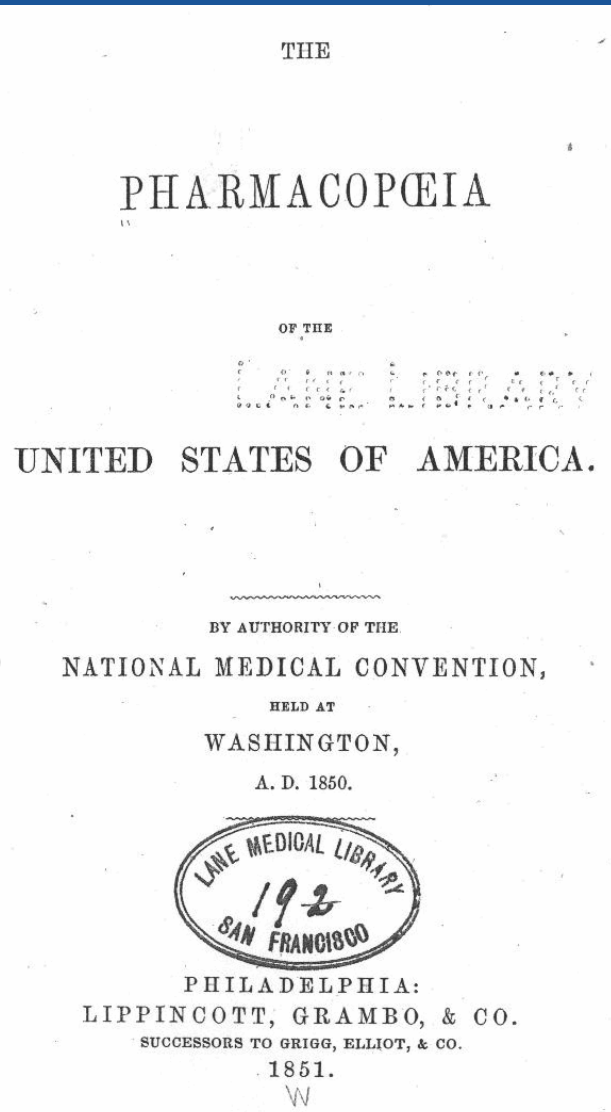 THE
PHARMACOPŒIA
OF THE
LANE LIBRARY
UNITED STATES OF AMERICA.
BY AUTHORITY OF THE
NATIONAL MEDICAL CONVENTION,
HELD AT
WASHINGTON,
A. D. 1850.
LANE MEDICAL LIBRARY
192
SAN FRANCISCO
PHILADELPHIA:
LIPPINCOTT, GRAMBO, & CO.
SUCCESSORS TO GRIGG, ELLIOT, & CO.
1851.
W